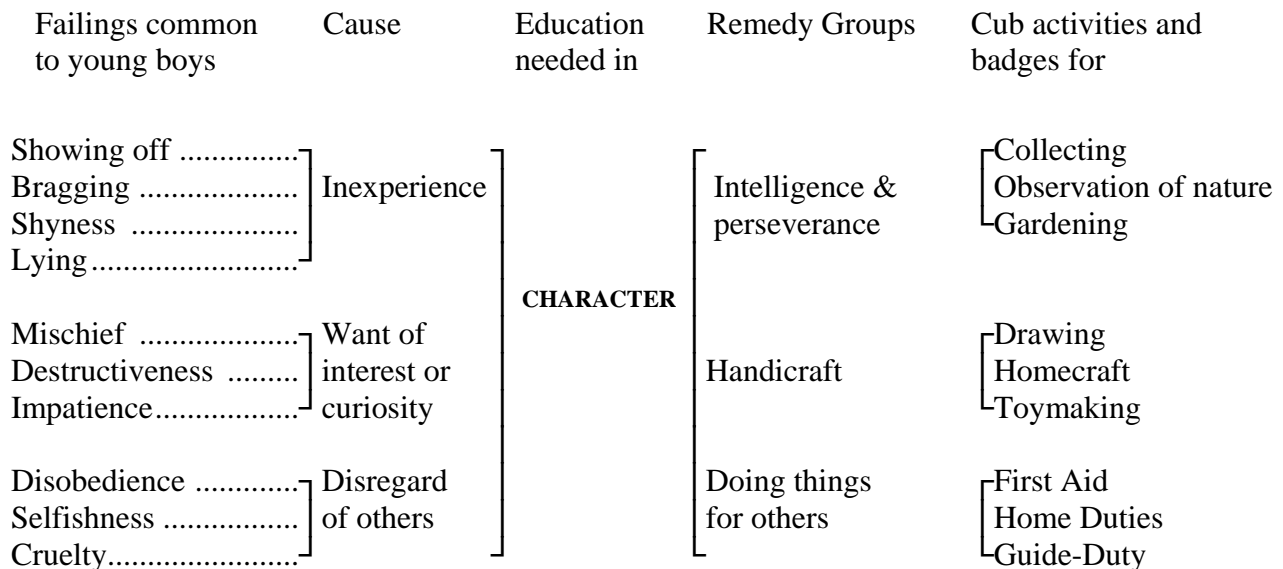 Failings common Cause Education Remedy Groups Cub activities and
to young boys needed in badges for
Showing off ............... Collecting
Bragging .................... Inexperience Intelligence & Observation of nature
Shyness ..................... perseverance Gardening
Lying..........................
CHARACTER
Mischief .................... Want of Drawing
Destructiveness ......... interest or Handicraft Homecraft
Impatience.................. curiosity Toymaking
Disobedience ............. Disregard Doing things First Aid
Selfishness ................. of others for others Home Duties
Cruelty........................ Guide-Duty